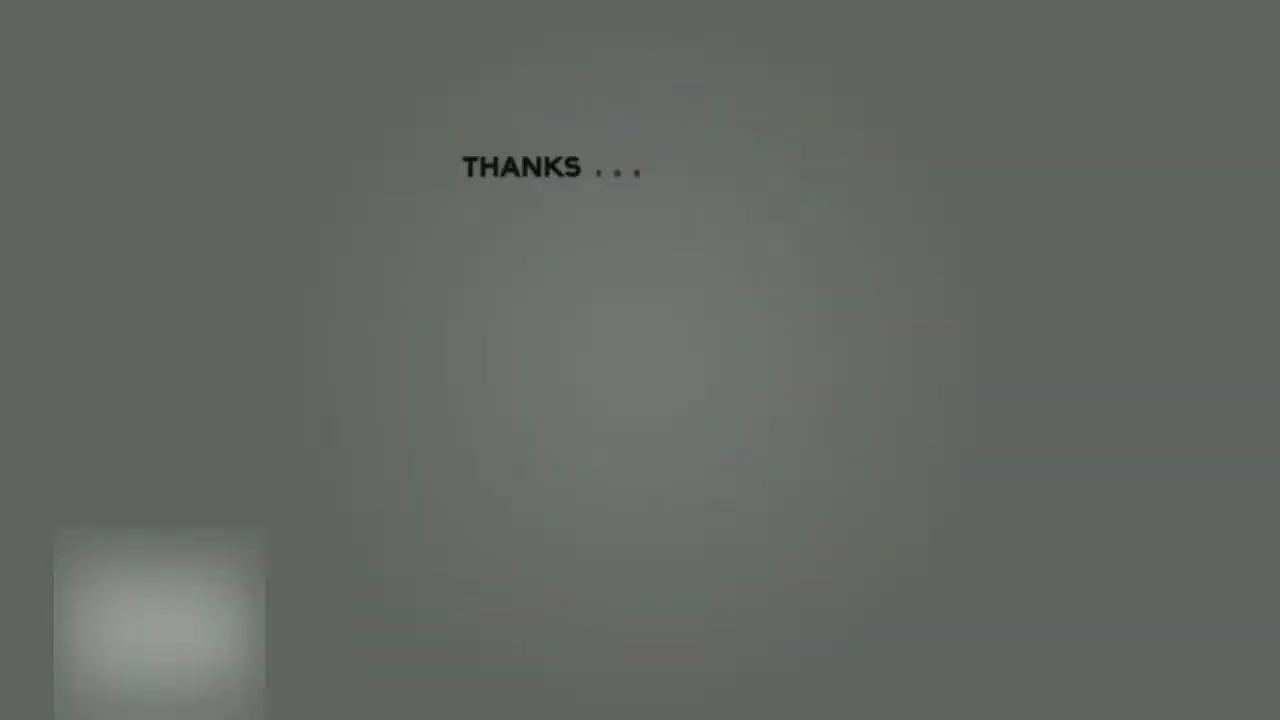 THANKS . . .